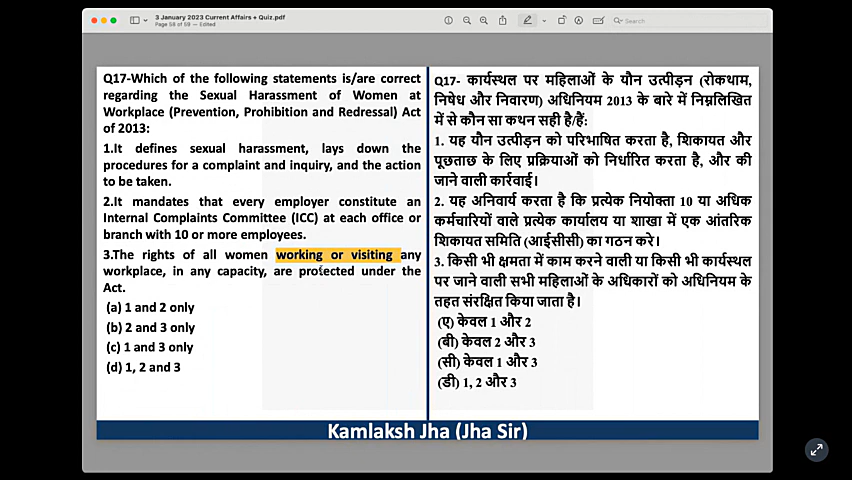 3 January 2023 Current Affairs + Quiz.pdf
Page 58 of 59 — Edited
Search
Q17-Which of the following statements is/are correct
regarding the Sexual Harassment of Women at
Workplace (Prevention, Prohibition and Redressal) Act
of 2013:
1.It defines sexual harassment, lays down the
procedures for a complaint and inquiry, and the action
to be taken.
2.It mandates that every employer constitute an
Internal Complaints Committee (ICC) at each office or
branch with 10 or more employees.
3.The rights of all women working or visiting any
workplace, in any capacity, are protected under the
Act.
(a) 1 and 2 only
(b) 2 and 3 only
(c) 1 and 3 only
(d) 1, 2 and 3
Q17- कार्यस्थल पर महिलाओं के यौन उत्पीड़न (रोकथाम,
निषेध और निवारण) अधिनियम 2013 के बारे में निम्नलिखित
में से कौन सा कथन सही है/हैं:
1. यह यौन उत्पीड़न को परिभाषित करता है, शिकायत और
पूछताछ के लिए प्रक्रियाओं को निर्धारित करता है, और की
जाने वाली कार्रवाई।
2. यह अनिवार्य करता है कि प्रत्येक नियोक्ता 10 या अधिक
कर्मचारियों वाले प्रत्येक कार्यालय या शाखा में एक आंतरिक
शिकायत समिति (आईसीसी) का गठन करे।
3. किसी भी क्षमता में काम करने वाली या किसी भी कार्यस्थल
पर जाने वाली सभी महिलाओं के अधिकारों को अधिनियम के
तहत संरक्षित किया जाता है।
(ए) केवल 1 और 2
(बी) केवल 2 और 3
(सी) केवल 1 और 3
(डी) 1, 2 और 3
Kamlaksh Jha (Jha Sir)